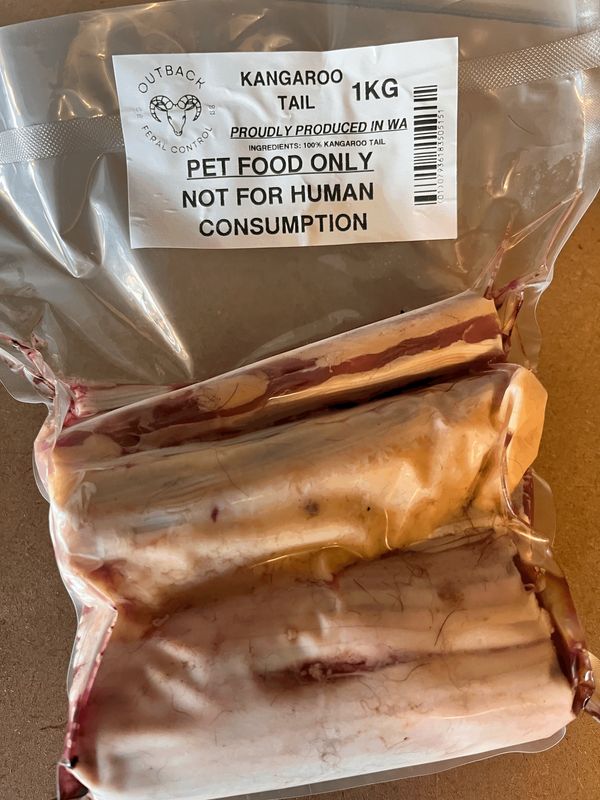 OUTBACK
FERAL CONTROL
KANGAROO
TAIL 1KG
PROUDLY PRODUCED IN WA
INGREDIENTS: 100% KANGAROO TAIL
PET FOOD ONLY
NOT FOR HUMAN
CONSUMPTION